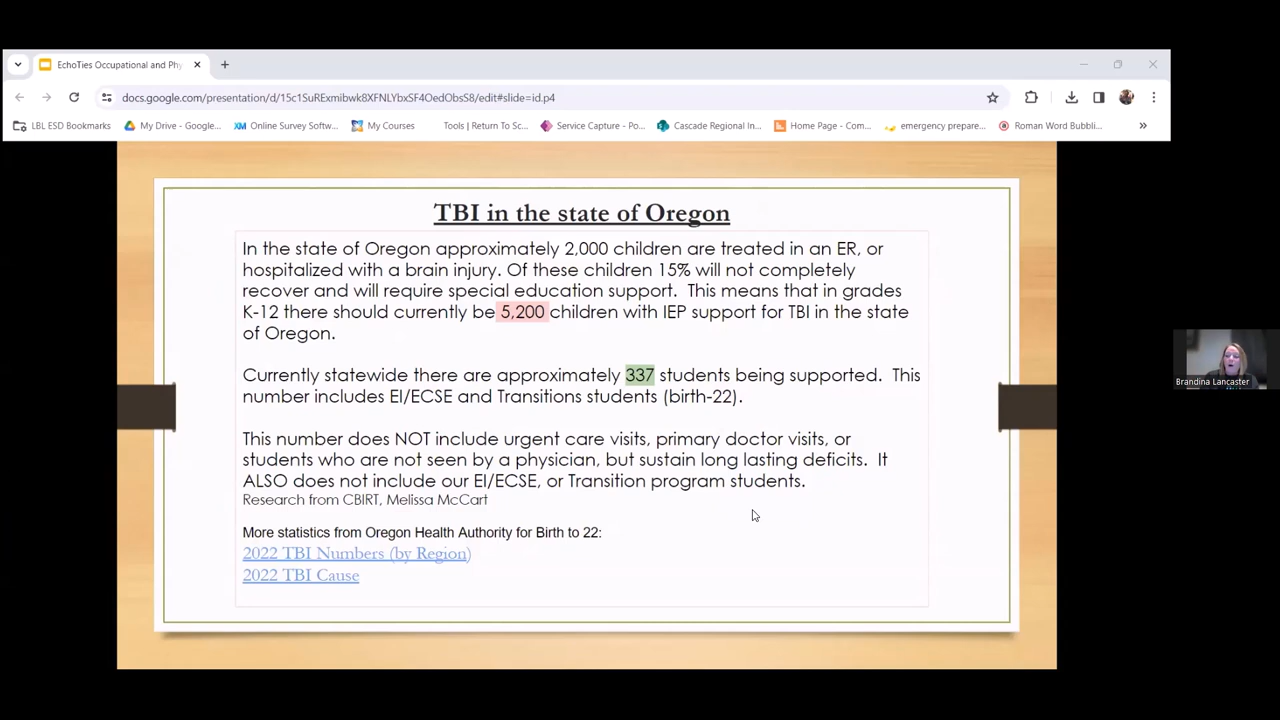 EchoTies Occupational and Phy
docs.google.com/presentation/d/15c1SuRExmibwk8XFNLYbxSF4OedObsS8/edit#slide=id.p4
LBL ESD Bookmarks
My Drive - Google...
Online Survey Softw...
My Courses
Tools | Return To Sc...
Service Capture - Po...
Cascade Regional In...
Home Page - Com...
emergency prepare...
Roman Word Bubbli...
TBI in the state of Oregon
In the state of Oregon approximately 2,000 children are treated in an ER, or
hospitalized with a brain injury. Of these children 15% will not completely
recover and will require special education support. This means that in grades
K-12 there should currently be 5,200 children with IEP support for TBI in the state
of Oregon.
Currently statewide there are approximately 337 students being supported. This
number includes EI/ECSE and Transitions students (birth-22).
This number does NOT include urgent care visits, primary doctor visits, or
students who are not seen by a physician, but sustain long lasting deficits. It
ALSO does not include our EI/ECSE, or Transition program students.
Research from CBIRT, Melissa McCart
More statistics from Oregon Health Authority for Birth to 22:
2022 TBI Numbers (by Region)
2022 TBI Cause
Brandina Lancaster